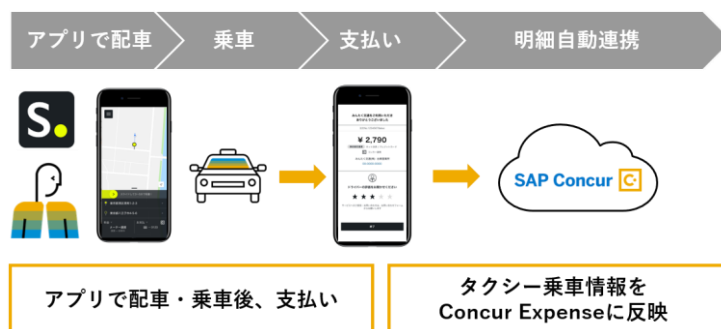 アプリで配車
乗車
支払い
明細自動連携
S.
¥ 2,790
SAP Concur C
アプリで配車・乗車後、支払い
タクシー乗車情報を
Concur Expenseに反映